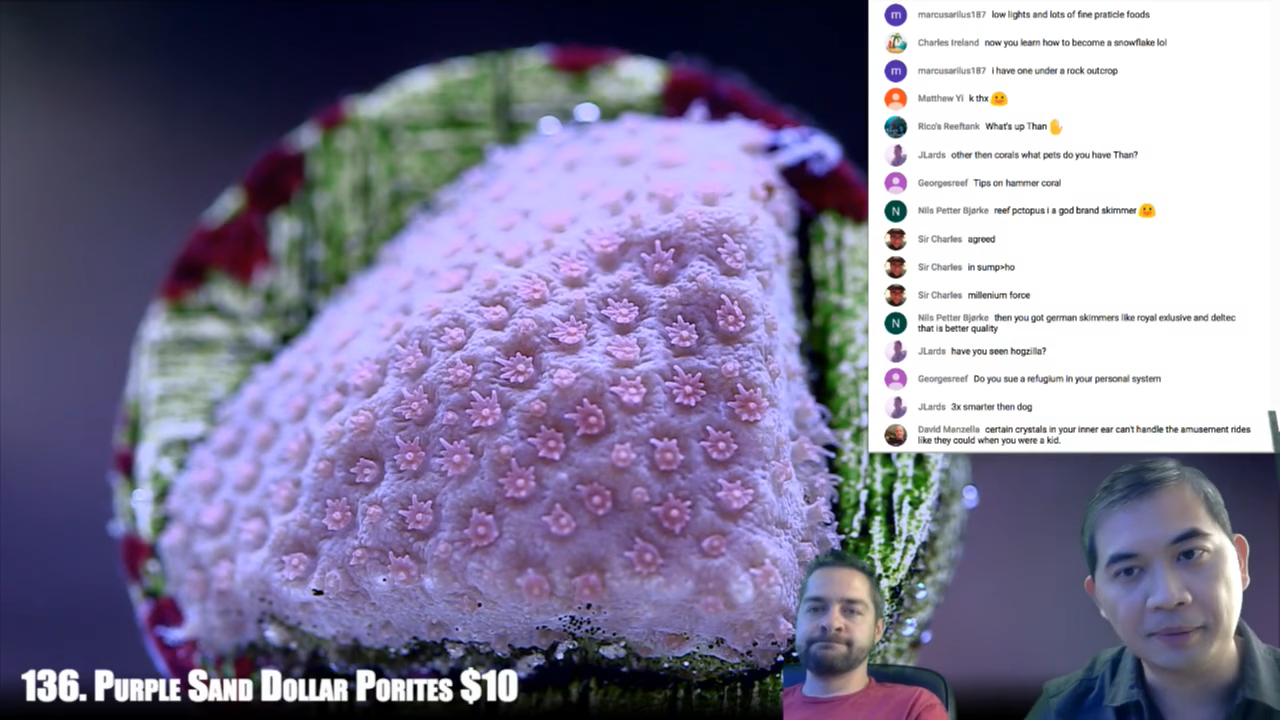 m marcusarilus187 low lights and lots of fine praticle foods
Charles Ireland now you learn how to become a snowflake lol
m marcusarilus187 i have one under a rock outcrop
Matthew Yi k thx
Rico's Reeftank What's up Than
JLards other then corals what pets do you have Than?
Georgesreef Tips on hammer coral
N Nils Petter Bjørke reef pctopus i a god brand skimmer
Sir Charles agreed
Sir Charles in sump>ho
Sir Charles millenium force
N Nils Petter Bjørke then you got german skimmers like royal exlusive and deltec
that is better quality
JLards have you seen hogzilla?
Georgesreef Do you sue a refugium in your personal system
JLards 3x smarter then dog
David Manzella certain crystals in your inner ear can't handle the amusement rides
like they could when you were a kid.
136. Purple Sand Dollar Porites $10